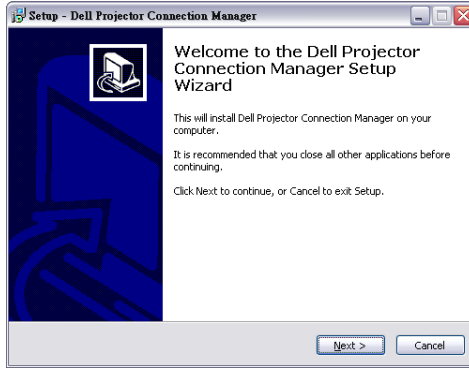 Setup - Dell Projector Connection Manager
Welcome to the Dell Projector
Connection Manager Setup
Wizard
This will install Dell Projector Connection Manager on your
computer.
It is recommended that you close all other applications before
continuing.
Click Next to continue, or Cancel to exit Setup.
Next > Cancel